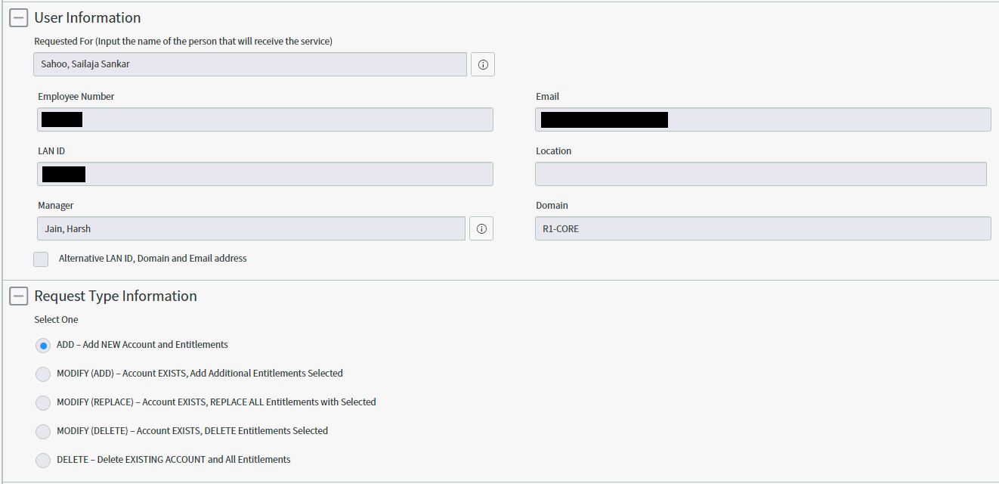 User Information
Requested For (Input the name of the person that will receive the service)
Sahoo, Sailaja Sankar
Employee Number
Email
LAN ID
Location
Manager
Domain
Jain, Harsh
R1-CORE
Alternative LAN ID, Domain and Email address
Request Type Information
Select One
ADD – Add NEW Account and Entitlements
MODIFY (ADD) – Account EXISTS, Add Additional Entitlements Selected
MODIFY (REPLACE) – Account EXISTS, REPLACE ALL Entitlements with Selected
MODIFY (DELETE) – Account EXISTS, DELETE Entitlements Selected
DELETE – Delete EXISTING ACCOUNT and All Entitlements